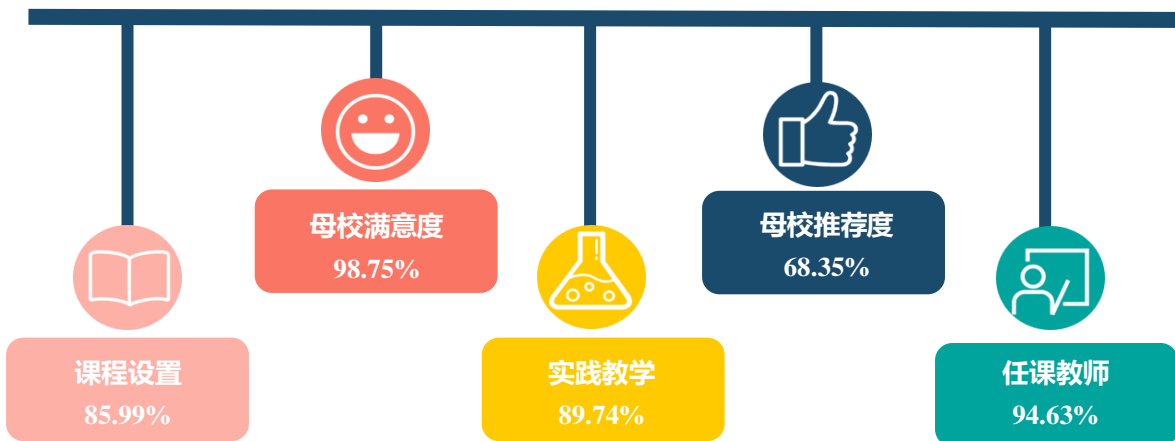 母校满意度
98.75%
母校推荐度
68.35%
课程设置
85.99%
实践教学
89.74%
任课教师
94.63%